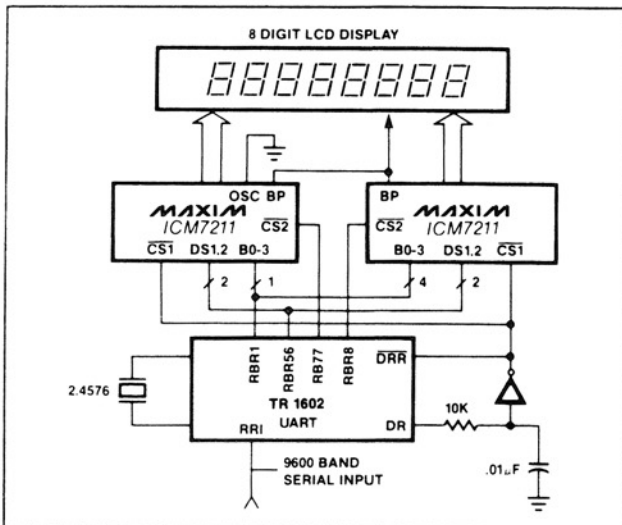 8 DIGIT LCD DISPLAY
OSC BP
MAXIM
ICM7211
CS2
CS1 DS1,2 B0-3
BP
MAXIM
ICM7211
CS2
B0-3 DS1,2 CS1
2
1
4
2
RBR1
RBR56
RB77
RBR8
DRR
2.4576
TR 1602
UART
RRI
DR
10K
9600 BAND
SERIAL INPUT
.01µF